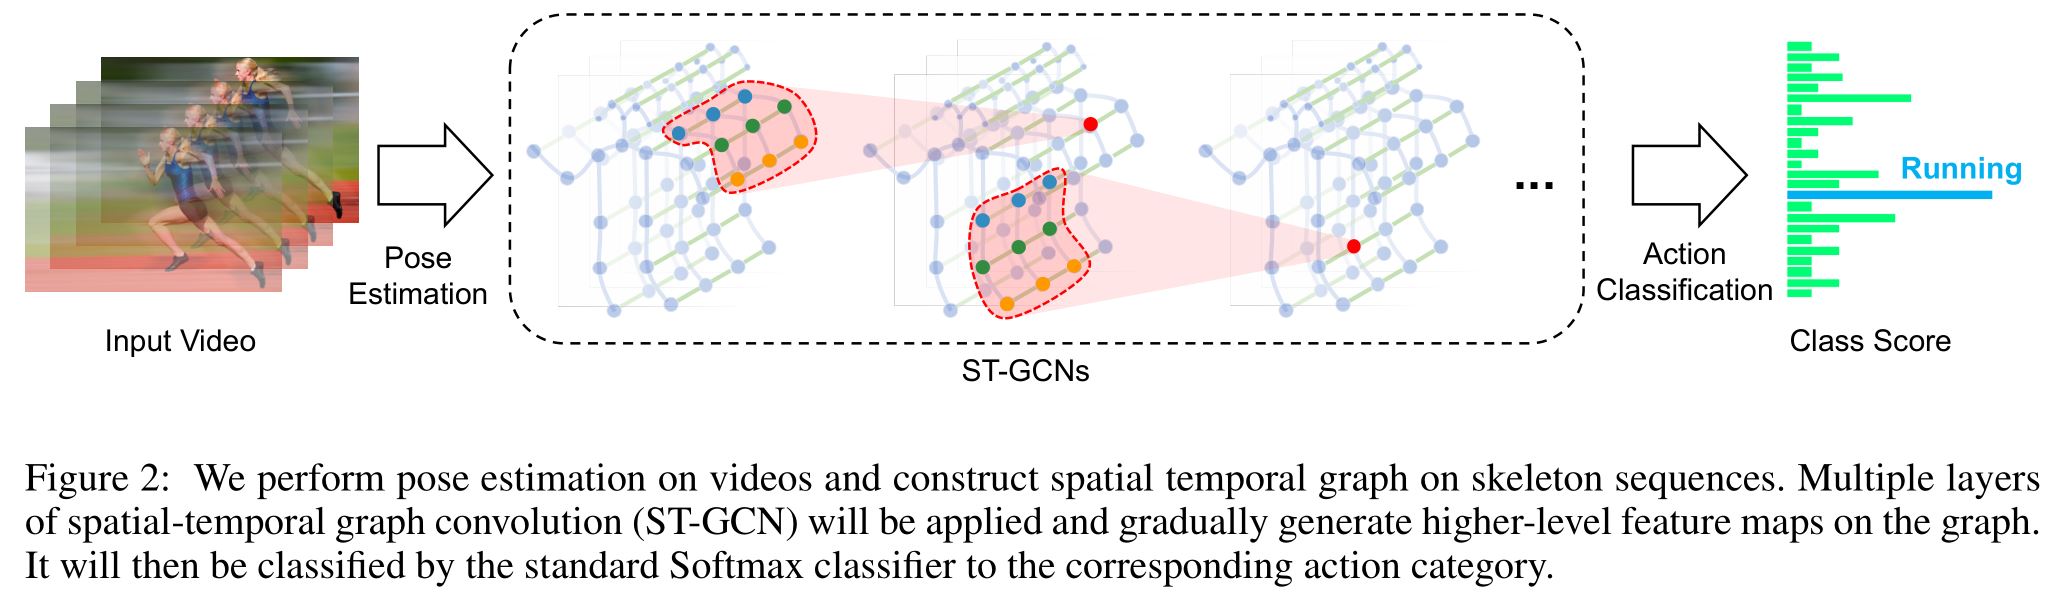 Running
Pose
Estimation
Action
Classification
...
Input Video
ST-GCNs
Class Score
Figure 2: We perform pose estimation on videos and construct spatial temporal graph on skeleton sequences. Multiple layers
of spatial-temporal graph convolution (ST-GCN) will be applied and gradually generate higher-level feature maps on the graph.
It will then be classified by the standard Softmax classifier to the corresponding action category.